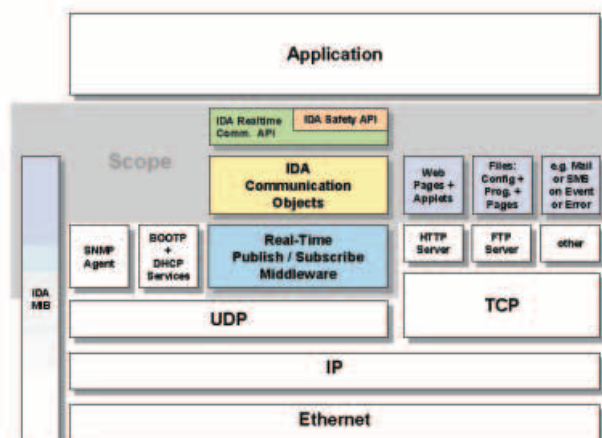 Application
IDA Realtime
Comm. API
IDA Safety API
Scope
IDA
Communication
Objects
Web
Pages +
Applets
Files:
Config +
Prog. +
Pages
e.g. Mail
or SMS
on Event
or Error
SNMP
Agent
BOOTP
+
DHCP
Services
Real-Time
Publish / Subscribe
Middleware
HTTP
Server
FTP
Server
other
IDA
MIB
UDP
TCP
IP
Ethernet